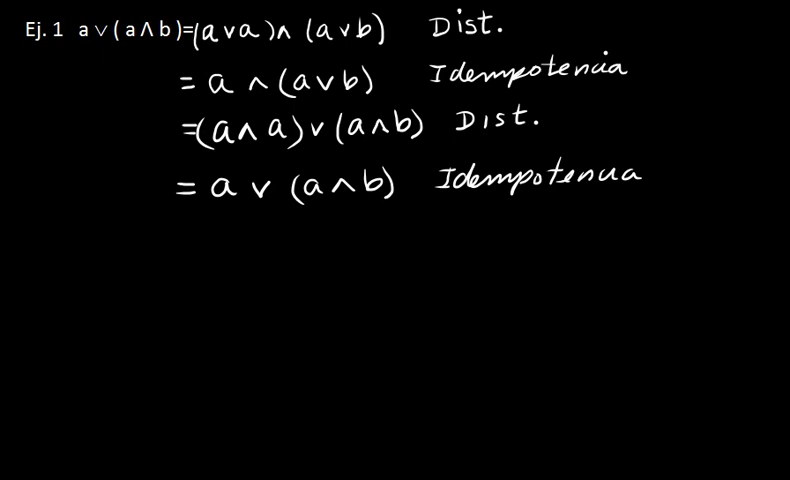 Ej. 1 a ∨ ( a ∧ b )=(a ∨ a ) ∧ (a ∨ b) Dist.
= a ∧ (a ∨ b) Idempotencia
=(a ∧ a) ∨ (a ∧ b) Dist.
= a ∨ (a ∧ b) Idempotencia